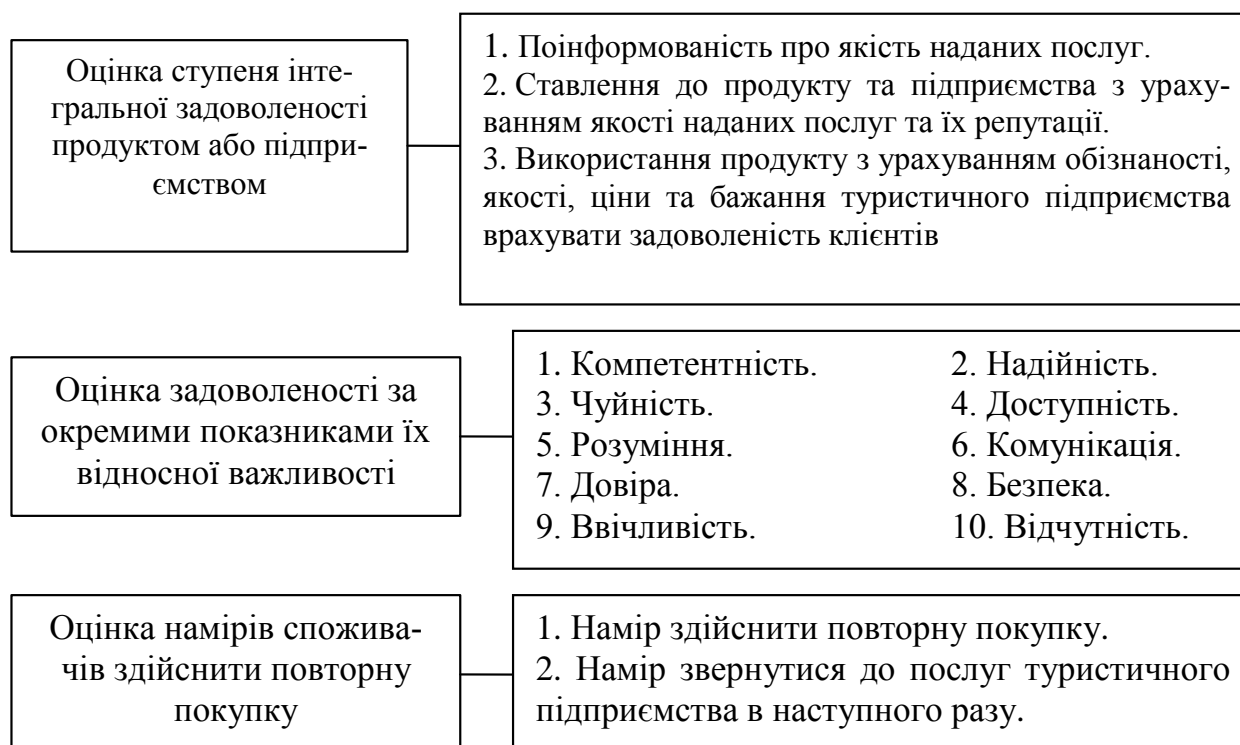 Оцінка ступеня інте-
гральної задоволеності
продуктом або підпри-
ємством
1. Поінформованість про якість наданих послуг.
2. Ставлення до продукту та підприємства з ураху-
ванням якості наданих послуг та їх репутації.
3. Використання продукту з урахуванням обізнаності,
якості, ціни та бажання туристичного підприємства
врахувати задоволеність клієнтів
Оцінка задоволеності за
окремими показниками їх
відносної важливості
1. Компетентність. 2. Надійність.
3. Чуйність. 4. Доступність.
5. Розуміння. 6. Комунікація.
7. Довіра. 8. Безпека.
9. Ввічливість. 10. Відчутність.
Оцінка намірів спожива-
чів здійснити повторну
покупку
1. Намір здійснити повторну покупку.
2. Намір звернутися до послуг туристичного
підприємства в наступного разу.